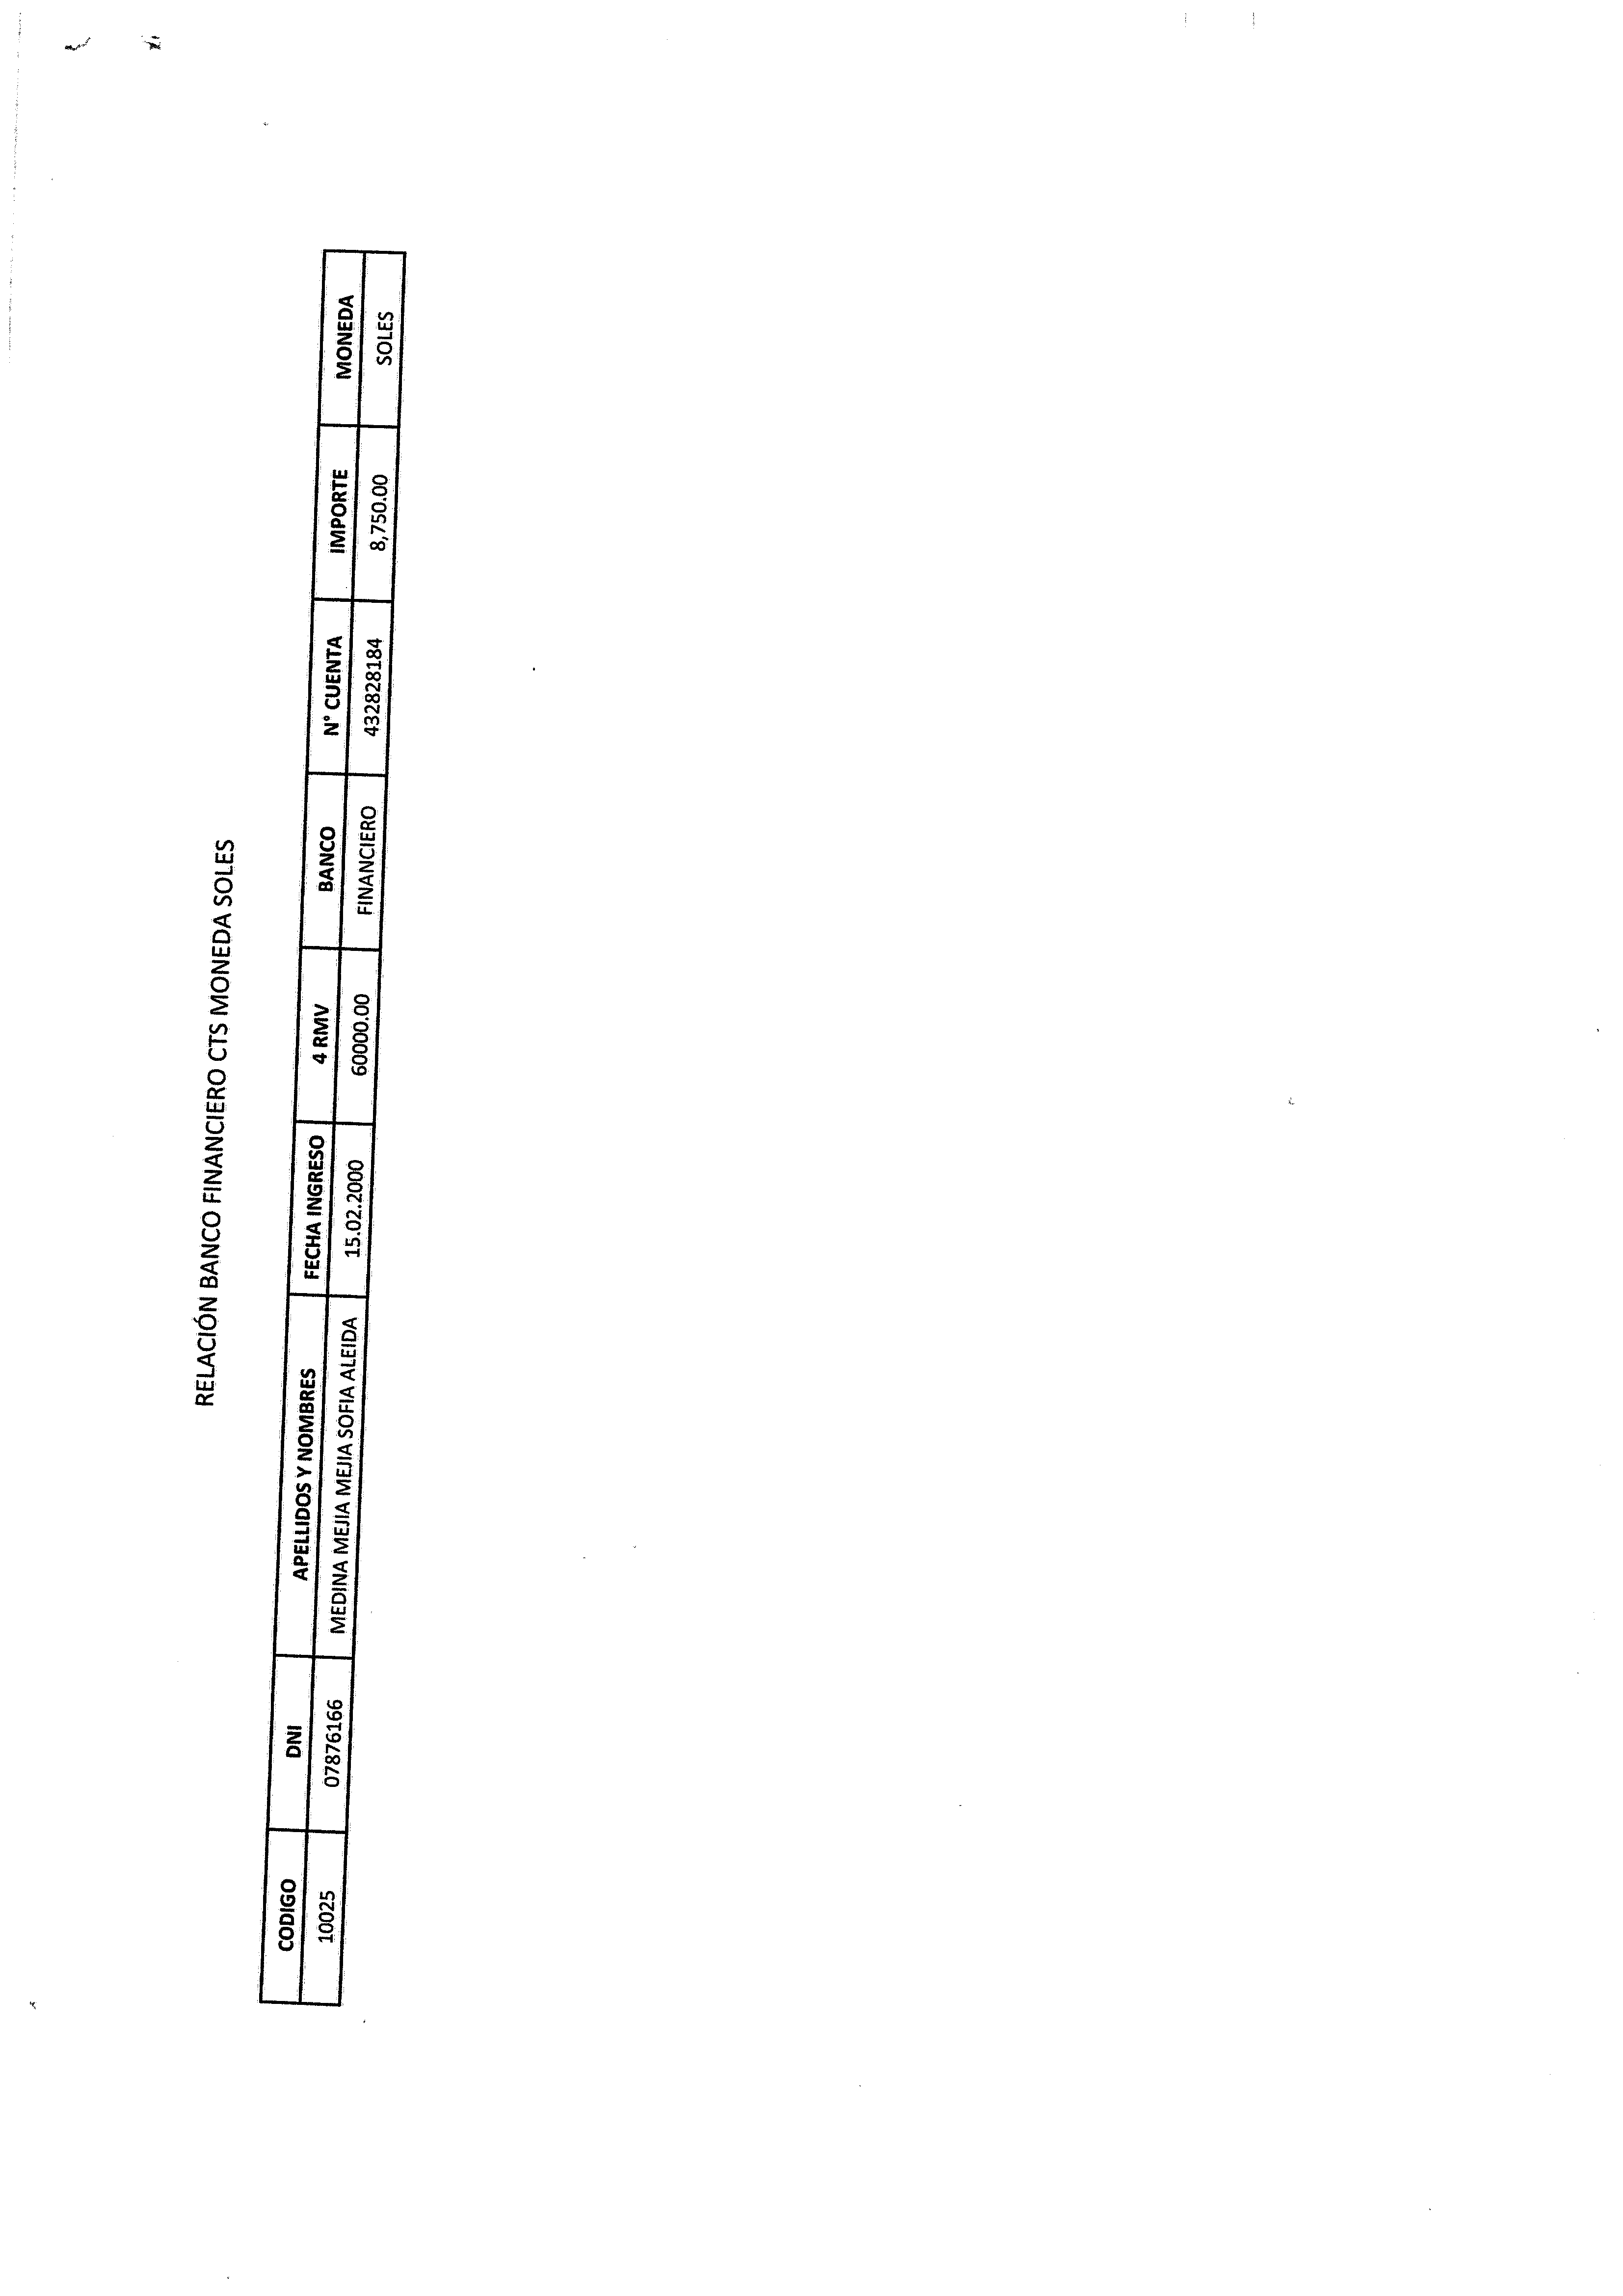 RELACIÓN BANCO FINANCIERO CTS MONEDA SOLES
CODIGO DNI APELLIDOS Y NOMBRES FECHA INGRESO 4 RMV BANCO N° CUENTA IMPORTE MONEDA
10025 07876166 MEDINA MEJIA MEJIA SOFIA ALEIDA 15.02.2000 60000.00 FINANCIERO 432828184 8,750.00 SOLES